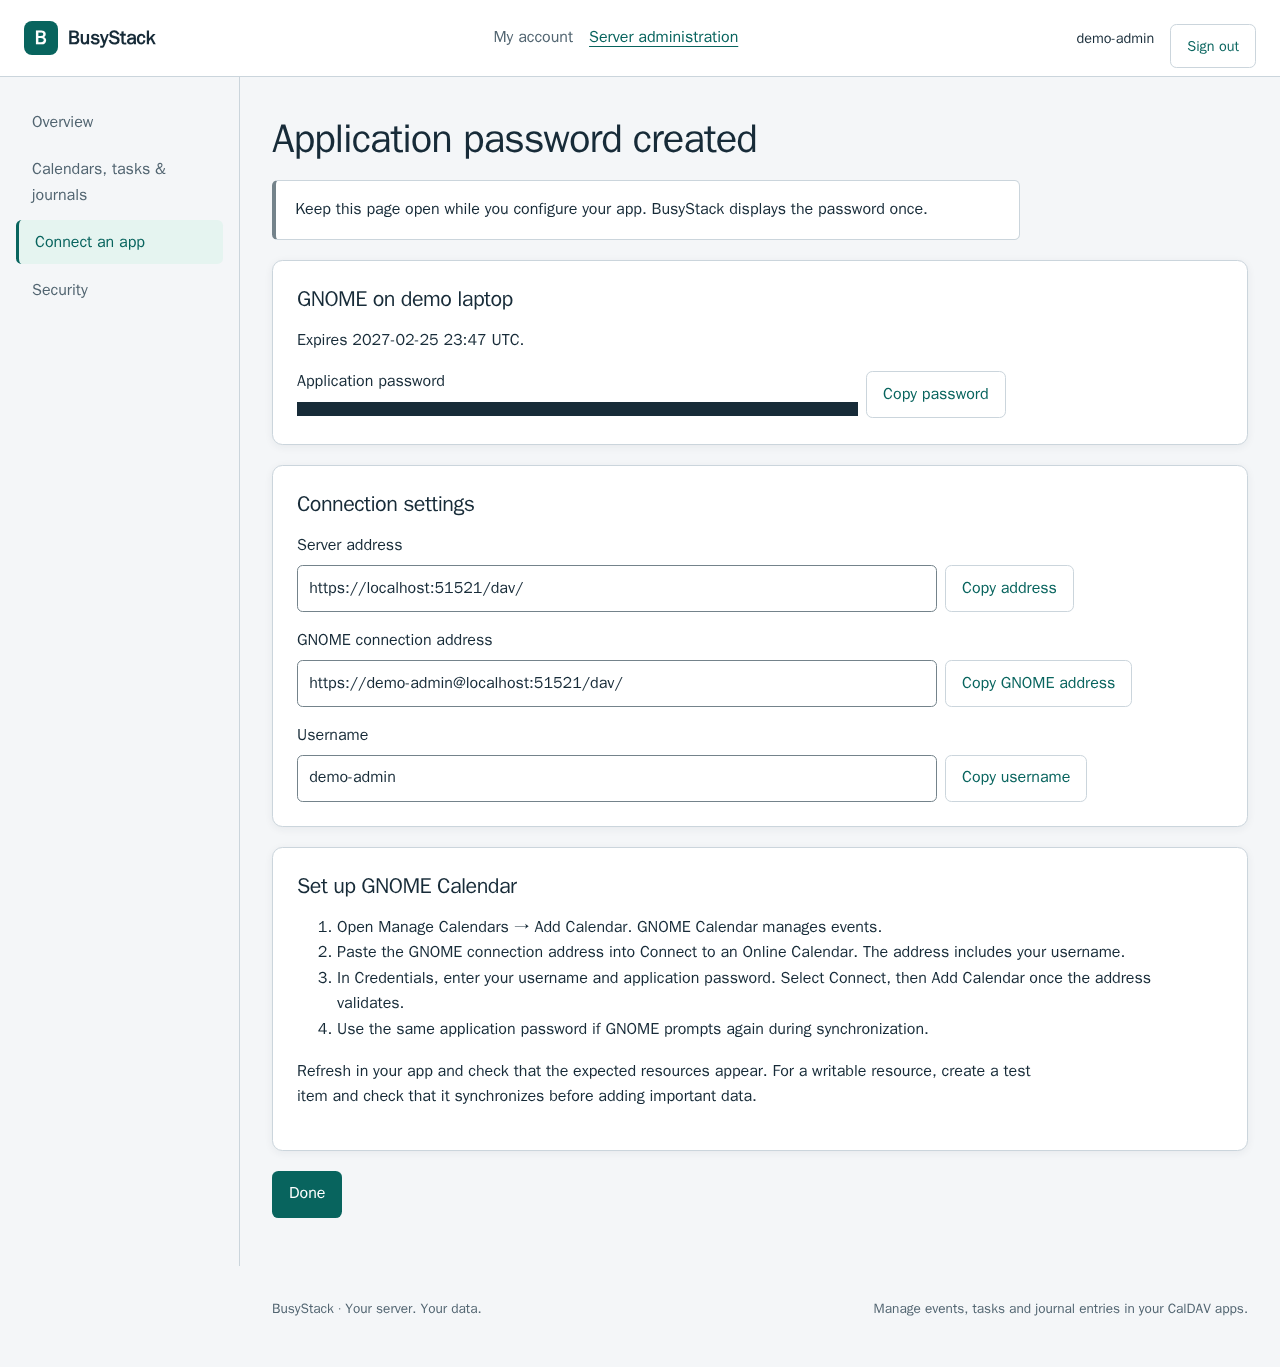 B BusyStack
My account Server administration
demo-admin Sign out
Overview
Calendars, tasks &
journals
Connect an app
Security
Application password created
Keep this page open while you configure your app. BusyStack displays the password once.
GNOME on demo laptop
Expires 2027-02-25 23:47 UTC.
Application password
Copy password
Connection settings
Server address
https://localhost:51521/dav/ Copy address
GNOME connection address
https://demo-admin@localhost:51521/dav/ Copy GNOME address
Username
demo-admin Copy username
Set up GNOME Calendar
1. Open Manage Calendars → Add Calendar. GNOME Calendar manages events.
2. Paste the GNOME connection address into Connect to an Online Calendar. The address includes your username.
3. In Credentials, enter your username and application password. Select Connect, then Add Calendar once the address
validates.
4. Use the same application password if GNOME prompts again during synchronization.
Refresh in your app and check that the expected resources appear. For a writable resource, create a test
item and check that it synchronizes before adding important data.
Done
BusyStack · Your server. Your data.
Manage events, tasks and journal entries in your CalDAV apps.